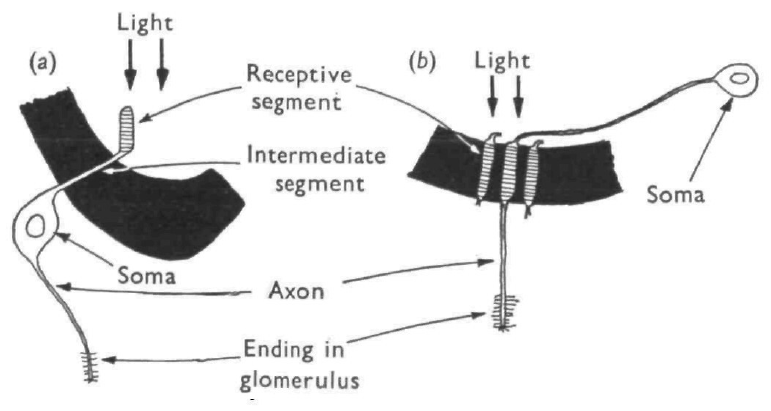 Light
(a)
(b)
Light
Receptive
segment
Intermediate
segment
Soma
Soma
Axon
Ending in
glomerulus